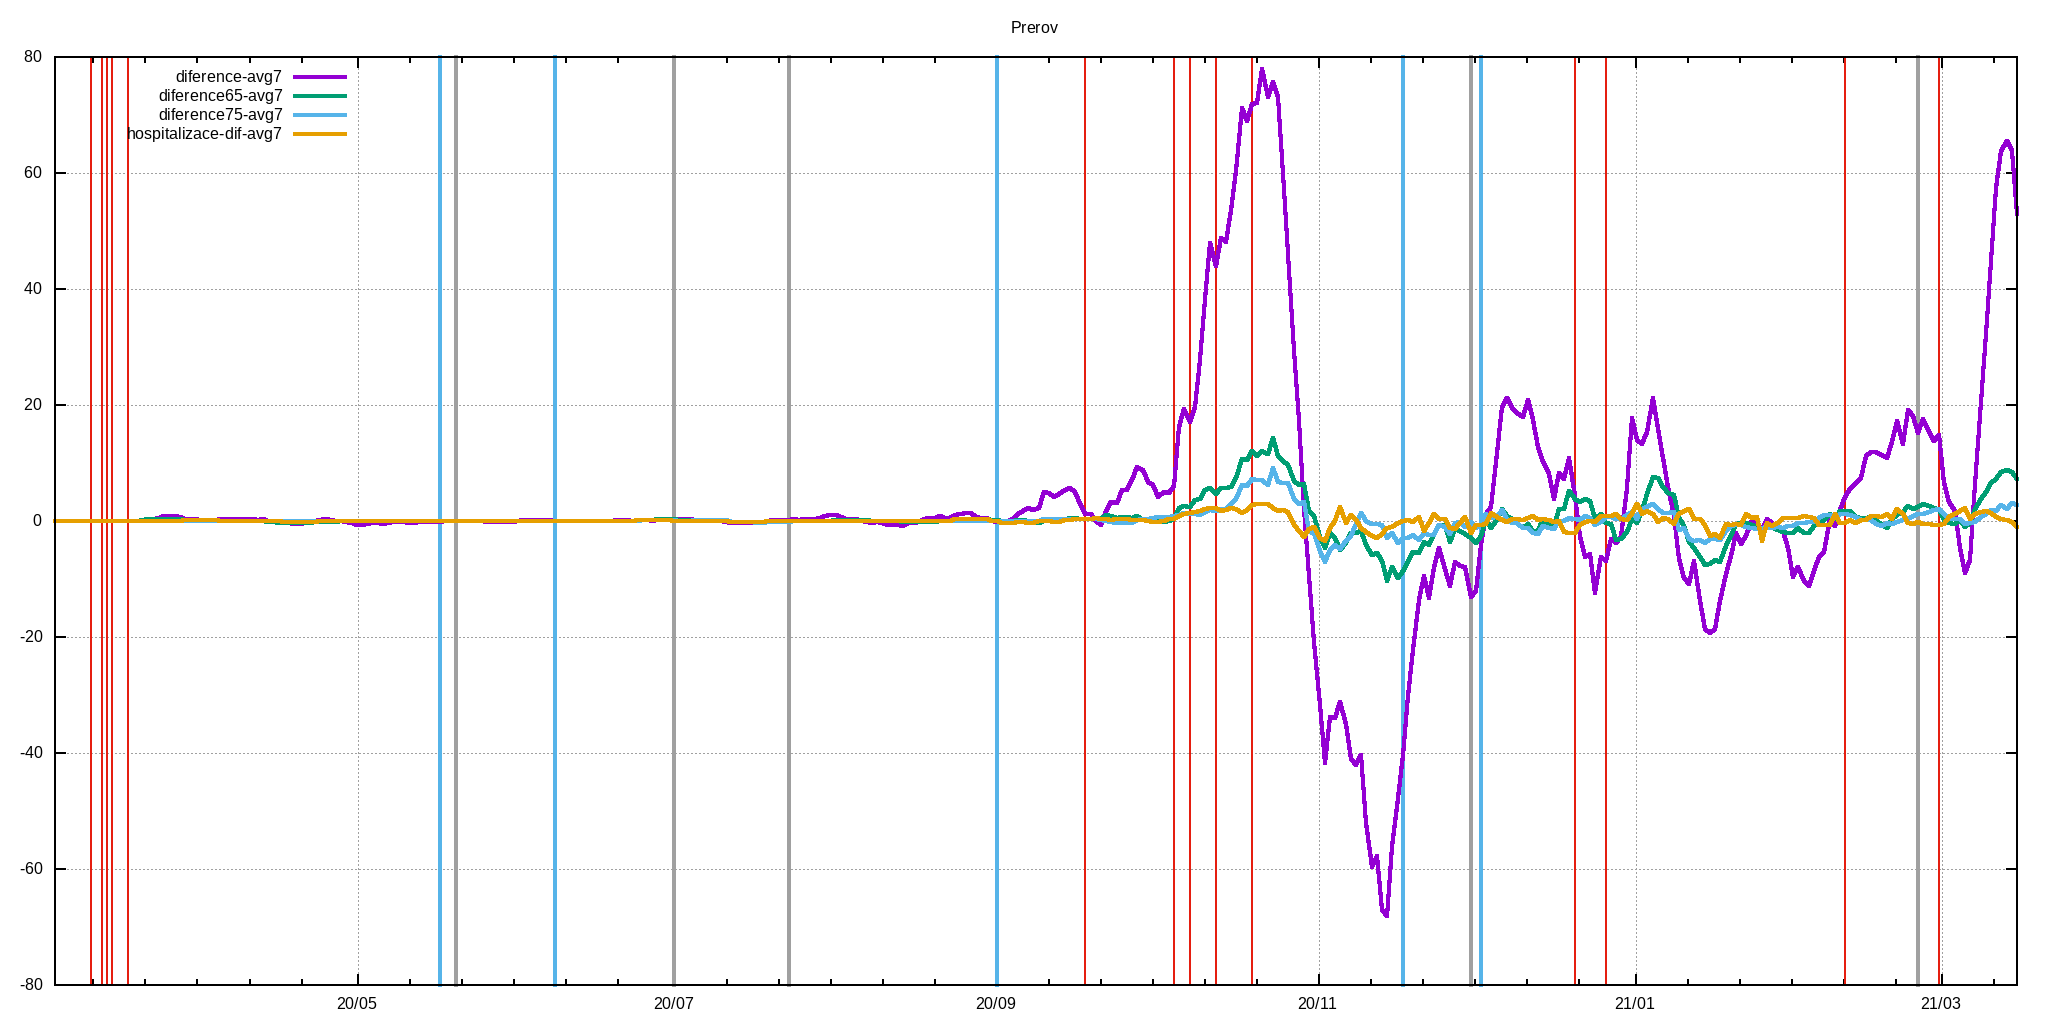 Prerov
diference-avg7
diference65-avg7
diference75-avg7
hospitalizace-dif-avg7
80
60
40
20
0
-20
-40
-60
-80
20/05 20/07 20/09 20/11 21/01 21/03